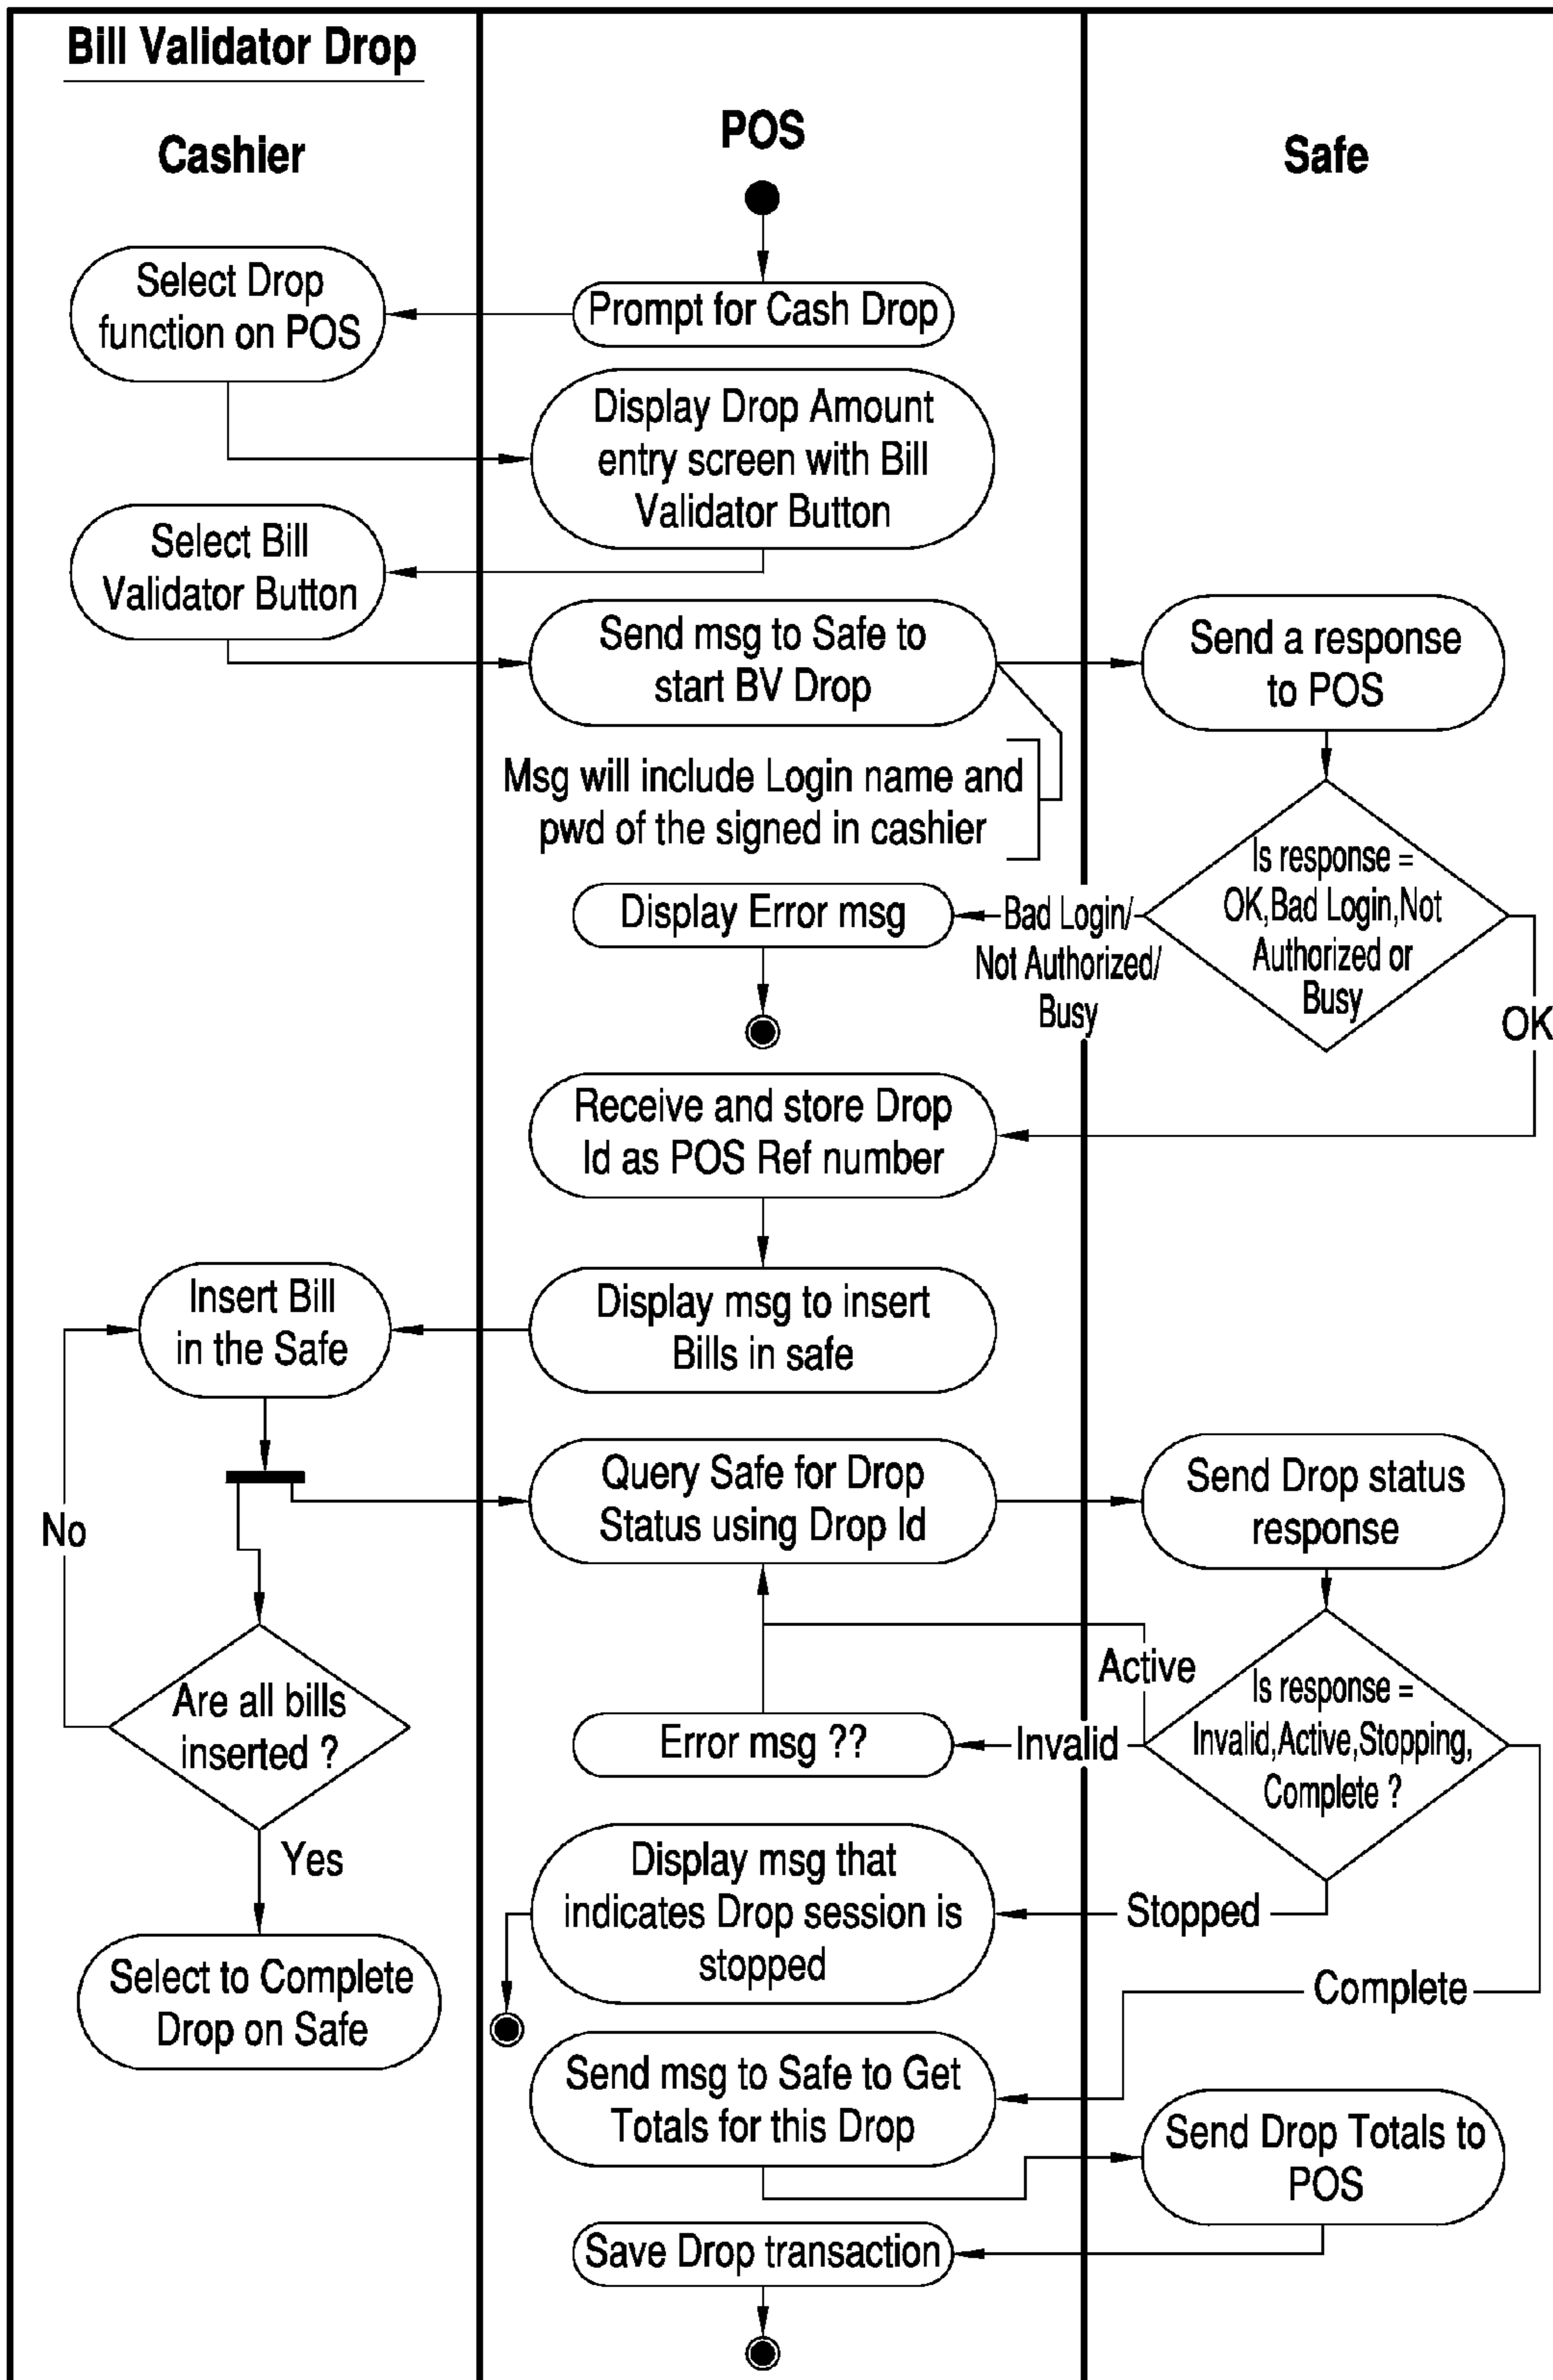 Bill Validator Drop
Cashier
POS
Safe
Select Drop
function on POS
Prompt for Cash Drop
Display Drop Amount
entry screen with Bill
Validator Button
Select Bill
Validator Button
Send msg to Safe to
start BV Drop
Send a response
to POS
Msg will include Login name and
pwd of the signed in cashier
Is response =
OK,Bad Login,Not
Authorized or
Busy
Display Error msg
Bad Login/
Not Authorized/
Busy
OK
Receive and store Drop
Id as POS Ref number
Insert Bill
in the Safe
Display msg to insert
Bills in safe
Query Safe for Drop
Status using Drop Id
Send Drop status
response
No
Active
Is response =
Invalid,Active,Stopping,
Complete ?
Are all bills
inserted ?
Error msg ??
Invalid
Yes
Display msg that
indicates Drop session is
stopped
Stopped
Select to Complete
Drop on Safe
Complete
Send msg to Safe to Get
Totals for this Drop
Send Drop Totals to
POS
Save Drop transaction